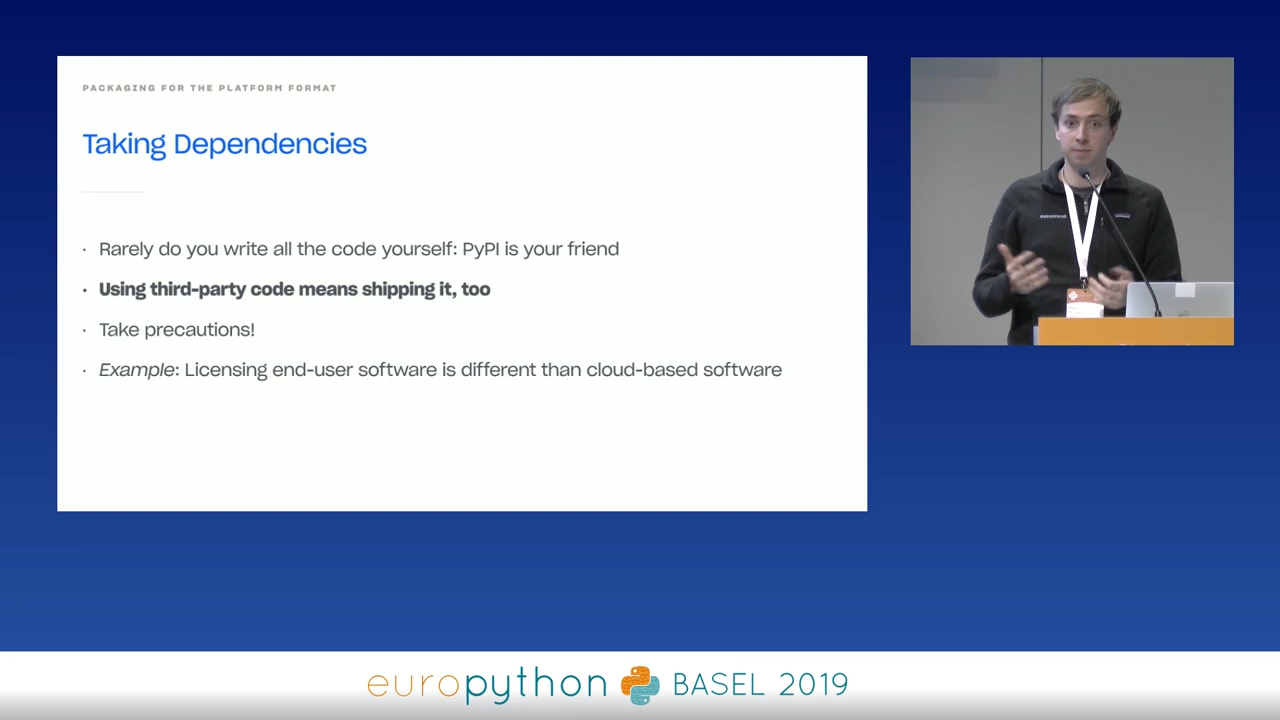 PACKAGING FOR THE PLATFORM FORMAT
Taking Dependencies
· Rarely do you write all the code yourself: PyPI is your friend
· Using third-party code means shipping it, too
· Take precautions!
· Example: Licensing end-user software is different than cloud-based software
ENGINEERING
europython BASEL 2019